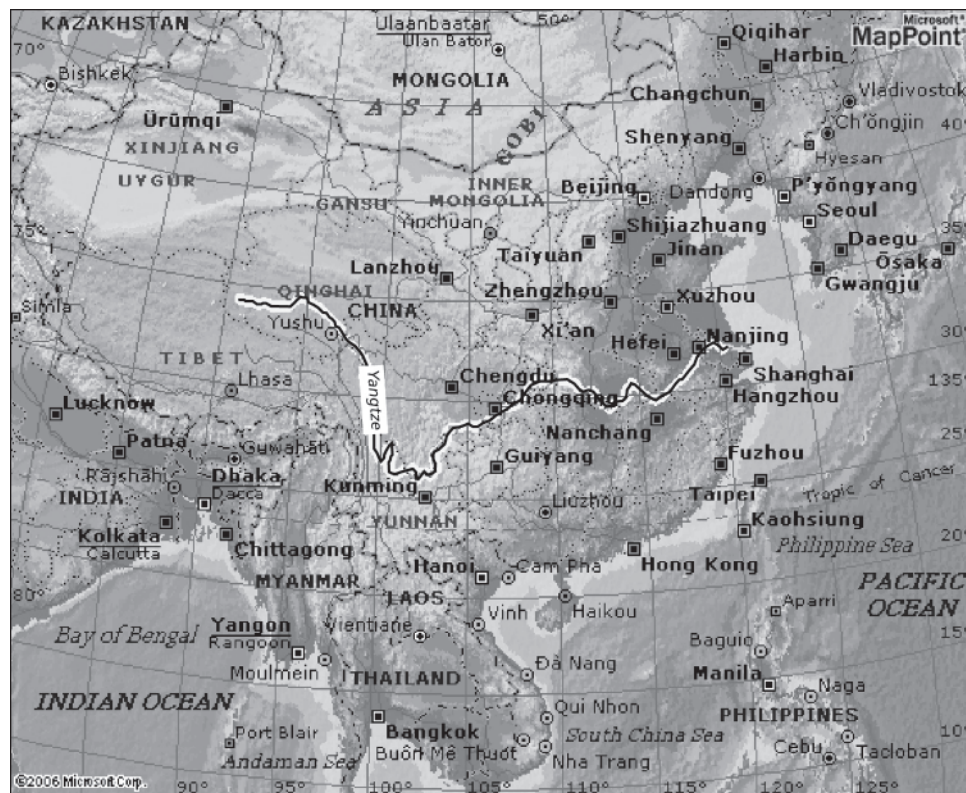 KAZAKHSTAN
Ulaanbaatar
Ulan Bator
50°
Qiqihar
Microsoft®
MapPoint®
Harbin
70°
Bishkek
MONGOLIA
ASIA
Changchun
Vladivostok
Ürümqi
GOBI
Ch'ŏngjin
40°
XINJIANG
Shenyang
Hyesan
UYGUR
INNER
MONGOLIA
Beijing
Dandong
P'yŏngyang
GANSU
Yinchuan
Seoul
35°
Shijiazhuang
Taiyuan
Jinan
Daegu
35°
Lanzhou
Ōsaka
QINGHAI
Zhengzhou
Xuzhou
Gwangju
Simla
CHINA
Yushu
Xi'an
Hefei
Nanjing
30°
TIBET
Yangtze
Chengdu
Shanghai
135°
Lhasa
Chongqing
Hangzhou
Lucknow
Nanchang
Patna
Guwahāti
Guiyang
Fuzhou
25°
Rājshāhi
Dhaka
Dacca
Kunming
Taipei
Tropic of Cancer
INDIA
Liuzhou
YUNNAN
Kaohsiung
Kolkata
Calcutta
Chittagong
Philippine Sea
20°
Hanoi
Cam Pha
Hong Kong
MYANMAR
80°
LAOS
PACIFIC
OCEAN
Haikou
Aparri
Vinh
Bay of Bengal
Yangon
Rangoon
Vientiane
15°
Baguio
Moulmein
Đà Nang
THAILAND
Manila
Naga
INDIAN OCEAN
Qui Nhon
PHILIPPINES
Port Blair
Bangkok
South China Sea
10°
Buôn Mê Thuót
Cebu
Tacloban
Andaman Sea
Nha Trang
©2006 Microsoft Corp.
90°
95°
100°
105°
110°
115°
120°
125°